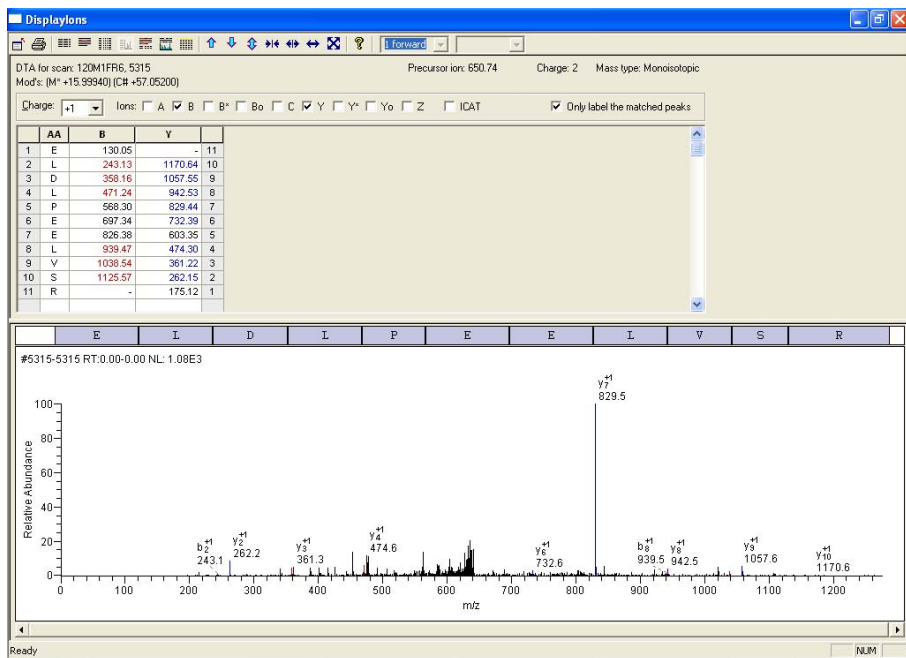 DisplayIons
1 forward
DTA for scan: 120M1FR6, 5315 Precursor ion: 650.74 Charge: 2 Mass type: Monoisotopic
Mod's: (M* +15.99940) (C# +57.05200)
Charge: +1 Ions: A B B* Bo C Y Y* Yo Z ICAT Only label the matched peaks
AA B Y
1 E 130.05 - 11
2 L 243.13 1170.64 10
3 D 358.16 1057.55 9
4 L 471.24 942.53 8
5 P 568.30 829.44 7
6 E 697.34 732.39 6
7 E 826.38 603.35 5
8 L 939.47 474.30 4
9 V 1038.54 361.22 3
10 S 1125.57 262.15 2
11 R - 175.12 1
E L D L P E E L V S R
#5315-5315 RT:0.00-0.00 NL: 1.08E3
y7+1
829.5
100
80
60
40
20
0
Relative Abundance
b2+1 y2+1 y3+1 y4+1 y6+1 b8+1 y8+1 y9+1 y10+1
243.1 262.2 361.3 474.6 732.6 939.5 942.5 1057.6 1170.6
0 100 200 300 400 500 600 700 800 900 1000 1100 1200
m/z
Ready NUM